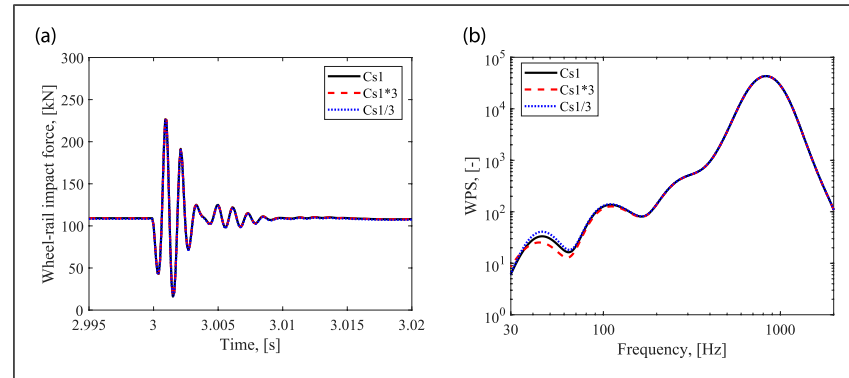 (a)
300
250
200
150
100
50
0
Wheel-rail impact force, [kN]
2.995 3 3.005 3.01 3.015 3.02
Time, [s]
Cs1
Cs1*3
Cs1/3
(b)
10^5
10^4
10^3
10^2
10^1
10^0
WPS, [-]
30 100 1000
Frequency, [Hz]
Cs1
Cs1*3
Cs1/3